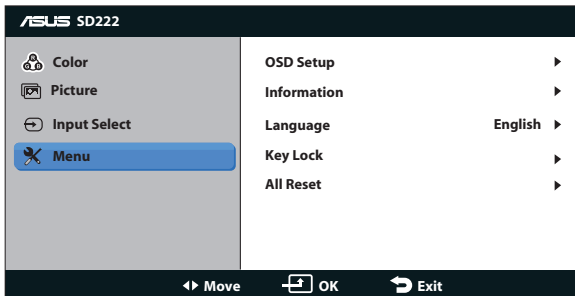 ASUS SD222
Color
Picture
Input Select
Menu
OSD Setup
Information
Language English
Key Lock
All Reset
Move OK Exit